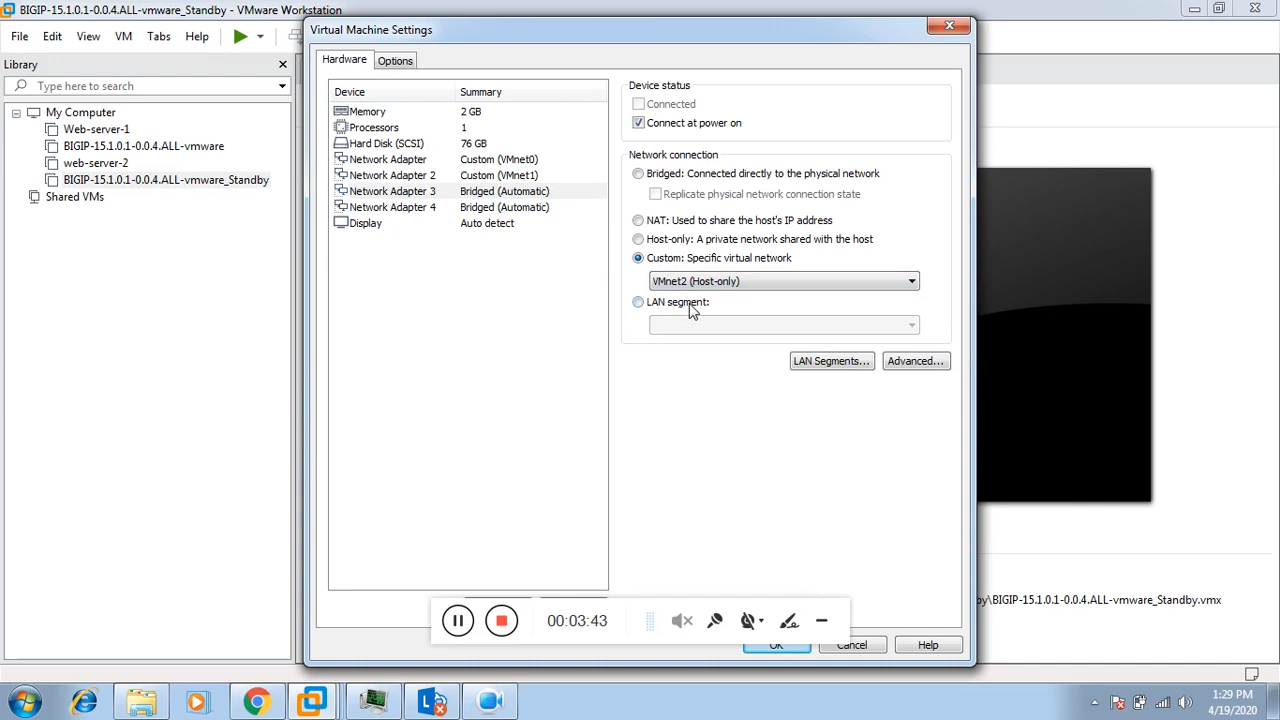 BIGIP-15.1.0.1-0.0.4.ALL-vmware_Standby - VMware Workstation
File Edit View VM Tabs Help
Library
Type here to search
My Computer
Web-server-1
BIGIP-15.1.0.1-0.0.4.ALL-vmware
web-server-2
BIGIP-15.1.0.1-0.0.4.ALL-vmware_Standby
Shared VMs
Virtual Machine Settings
Hardware Options
Device Summary
Memory 2 GB
Processors 1
Hard Disk (SCSI) 76 GB
Network Adapter Custom (VMnet0)
Network Adapter 2 Custom (VMnet1)
Network Adapter 3 Bridged (Automatic)
Network Adapter 4 Bridged (Automatic)
Display Auto detect
Device status
Connected
Connect at power on
Network connection
Bridged: Connected directly to the physical network
Replicate physical network connection state
NAT: Used to share the host's IP address
Host-only: A private network shared with the host
Custom: Specific virtual network
VMnet2 (Host-only)
LAN segment:
LAN Segments... Advanced...
by\BIGIP-15.1.0.1-0.0.4.ALL-vmware_Standby.vmx
00:03:43
OK Cancel Help
1:29 PM
4/19/2020